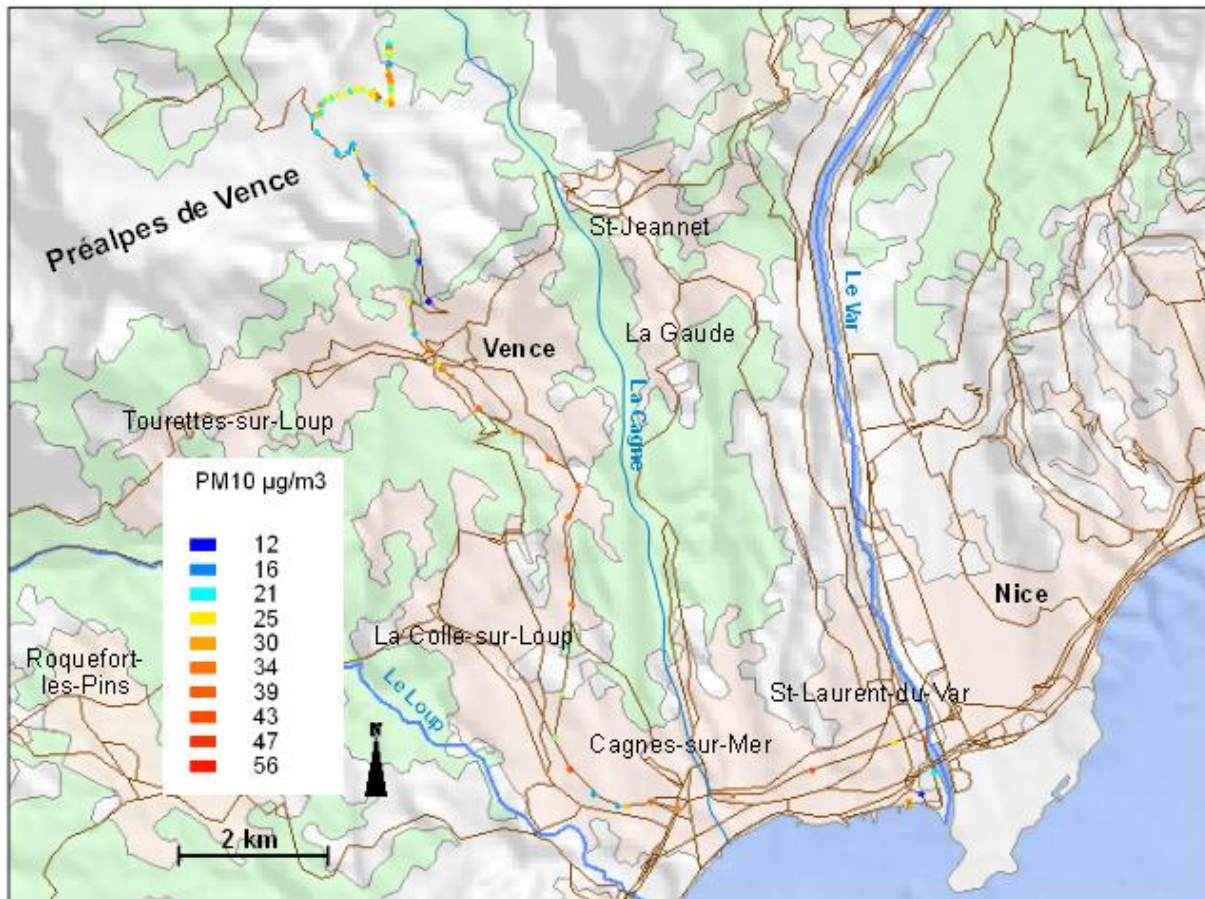 Préalpes de Vence
St-Jeannet
Le Var
La Gaude
Vence
La Cagne
Tourettes-sur-Loup
PM10 µg/m3
12
16
21
25
30
34
39
43
47
56
Nice
La Colle-sur-Loup
Roquefort-
les-Pins
Le Loup
St-Laurent-du-Var
Cagnes-sur-Mer
N
2 km